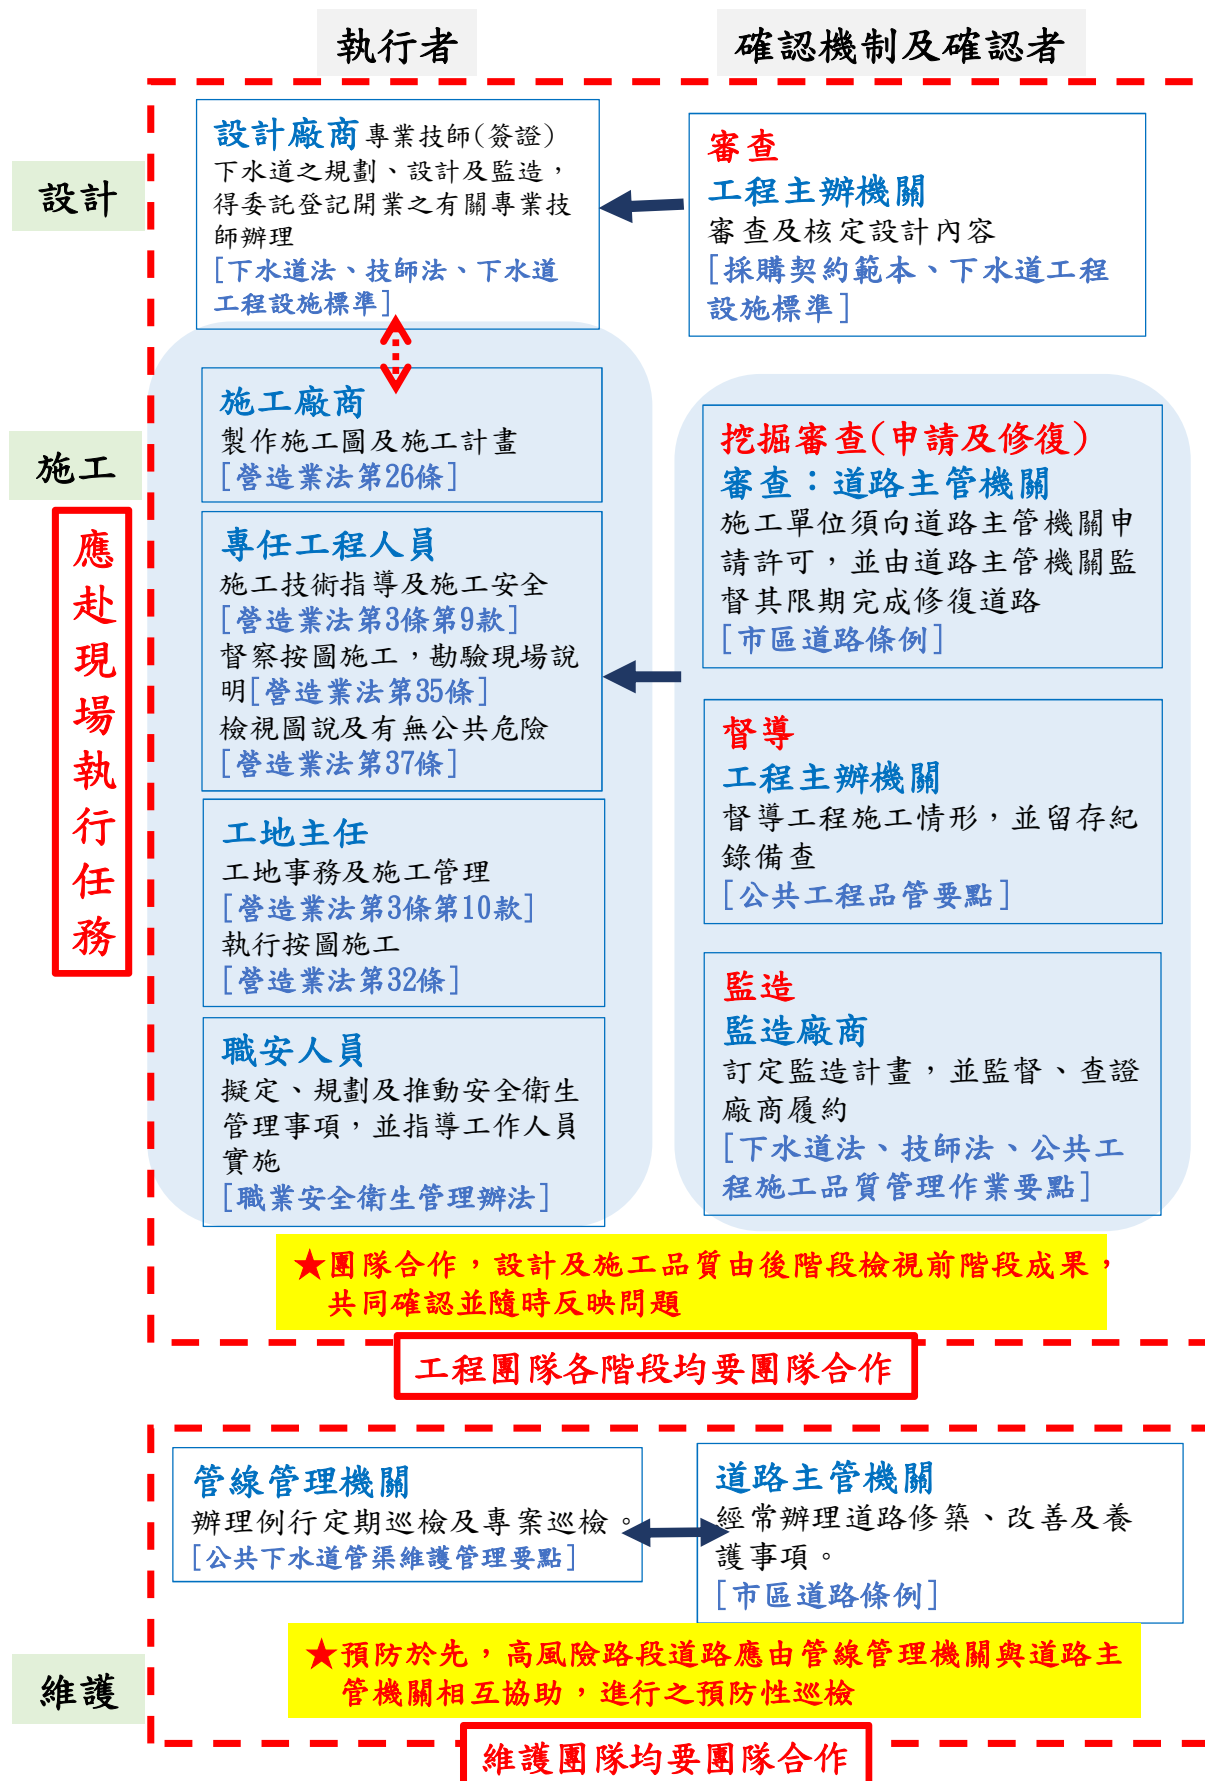 執行者
確認機制及確認者
設計
設計廠商專業技師(簽證)
下水道之規劃、設計及監造，
得委託登記開業之有關專業技
師辦理
[下水道法、技師法、下水道
工程設施標準]
審查
工程主辦機關
審查及核定設計內容
[採購契約範本、下水道工程
設施標準]
施工
應赴現場執行任務
施工廠商
製作施工圖及施工計畫
[營造業法第26條]
專任工程人員
施工技術指導及施工安全
[營造業法第3條第9款]
督察按圖施工，勘驗現場說
明[營造業法第35條]
檢視圖說及有無公共危險
[營造業法第37條]
工地主任
工地事務及施工管理
[營造業法第3條第10款]
執行按圖施工
[營造業法第32條]
職安人員
擬定、規劃及推動安全衛生
管理事項，並指導工作人員
實施
[職業安全衛生管理辦法]
挖掘審查(申請及修復)
審查：道路主管機關
施工單位須向道路主管機關申
請許可，並由道路主管機關監
督其限期完成修復道路
[市區道路條例]
督導
工程主辦機關
督導工程施工情形，並留存紀
錄備查
[公共工程品管要點]
監造
監造廠商
訂定監造計畫，並監督、查證
廠商履約
[下水道法、技師法、公共工
程施工品質管理作業要點]
★團隊合作，設計及施工品質由後階段檢視前階段成果，
共同確認並隨時反映問題
工程團隊各階段均要團隊合作
維護
管線管理機關
辦理例行定期巡檢及專案巡檢。
[公共下水道管渠維護管理要點]
道路主管機關
經常辦理道路修築、改善及養
護事項。
[市區道路條例]
★預防於先，高風險路段道路應由管線管理機關與道路主
管機關相互協助，進行之預防性巡檢
維護團隊均要團隊合作